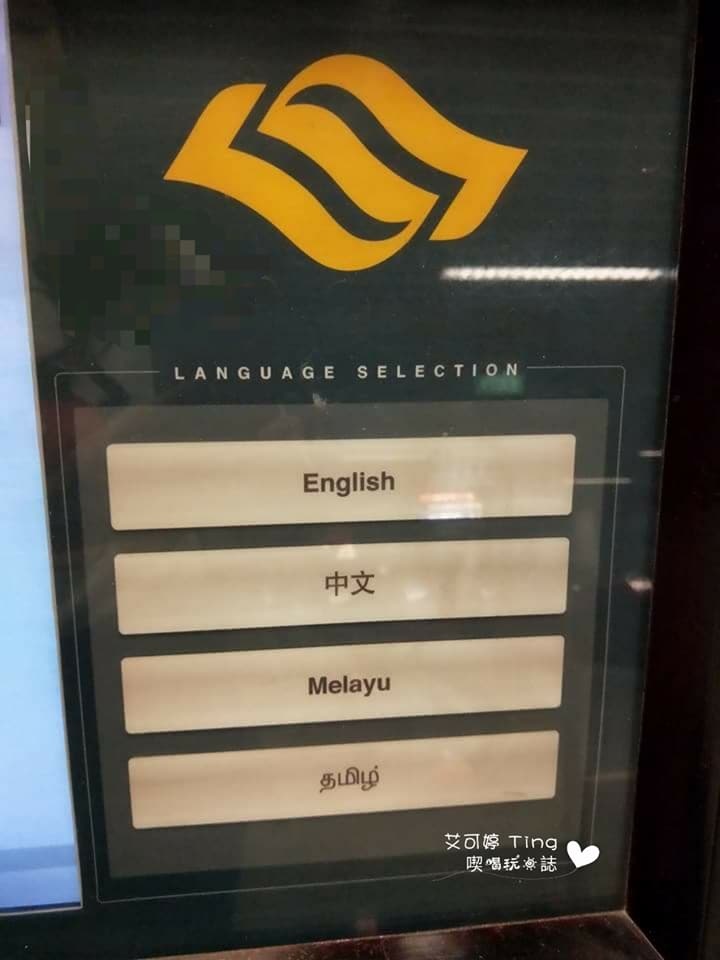 LANGUAGE SELECTION
English
中文
Melayu
தமிழ்
艾可婷 Ting
喫喝玩樂誌